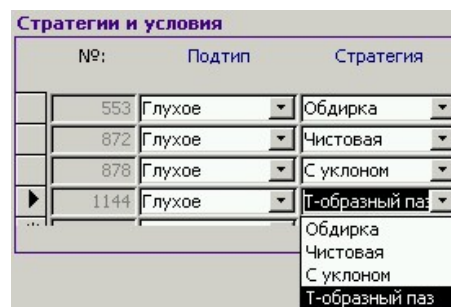 Стратегии и условия
№: Подтип Стратегия
553 Глухое Обдирка
872 Глухое Чистовая
878 Глухое С уклоном
1144 Глухое Т-образный паз
Обдирка
Чистовая
С уклоном
Т-образный паз